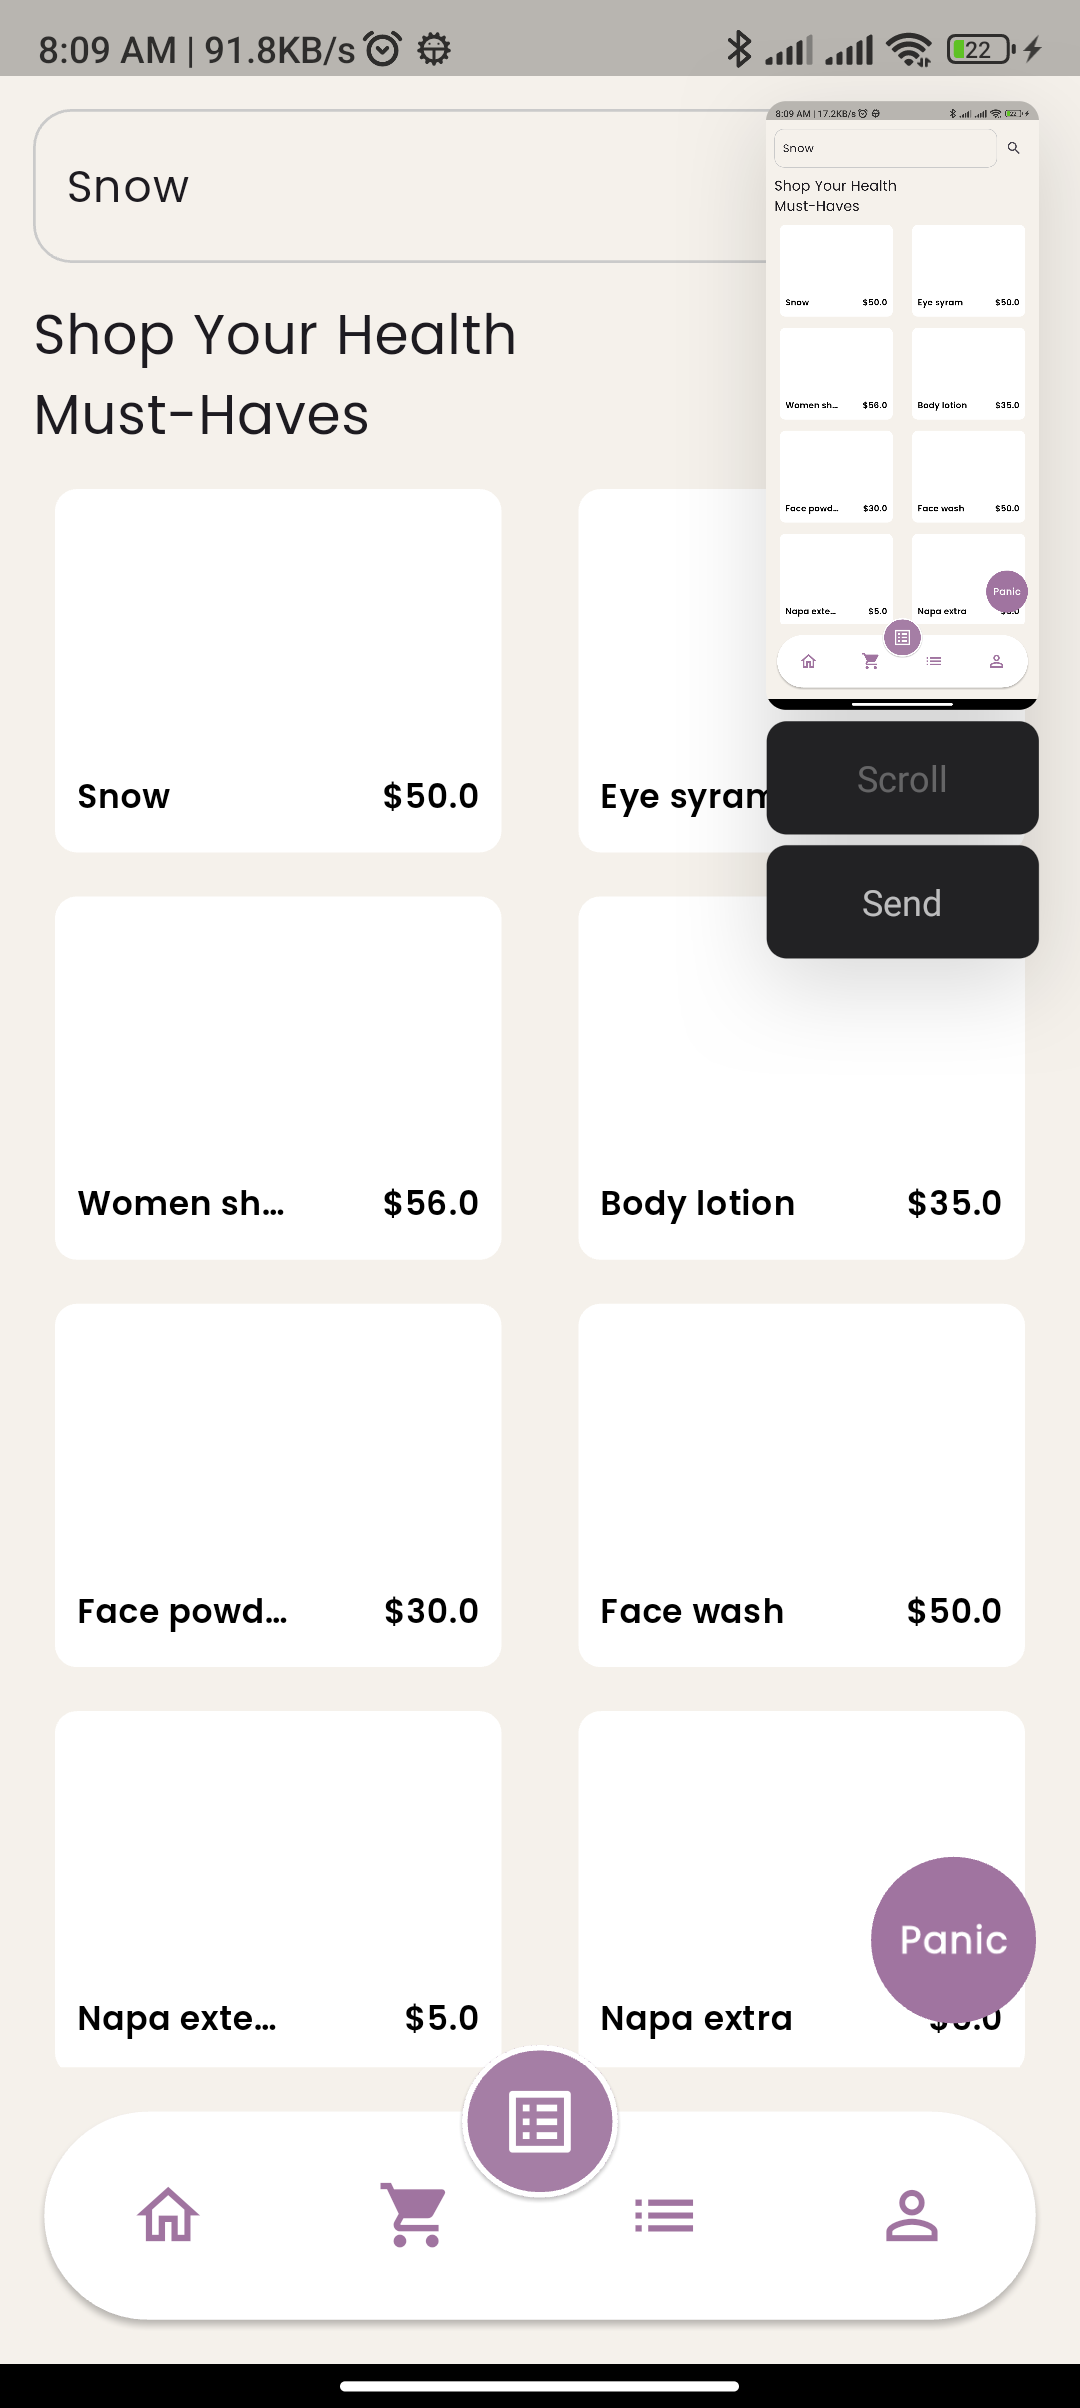 8:09 AM | 91.8KB/s
22
Snow
Shop Your Health
Must-Haves
Snow $50.0
Eye syram
Women sh... $56.0
Body lotion $35.0
Face powd... $30.0
Face wash $50.0
Napa exte... $5.0
Napa extra
Panic
8:09 AM | 17.2KB/s
Snow
Shop Your Health
Must-Haves
Snow $50.0
Eye syram $50.0
Women sh... $56.0
Body lotion $35.0
Face powd... $30.0
Face wash $50.0
Napa exte... $5.0
Napa extra
Panic
Scroll
Send